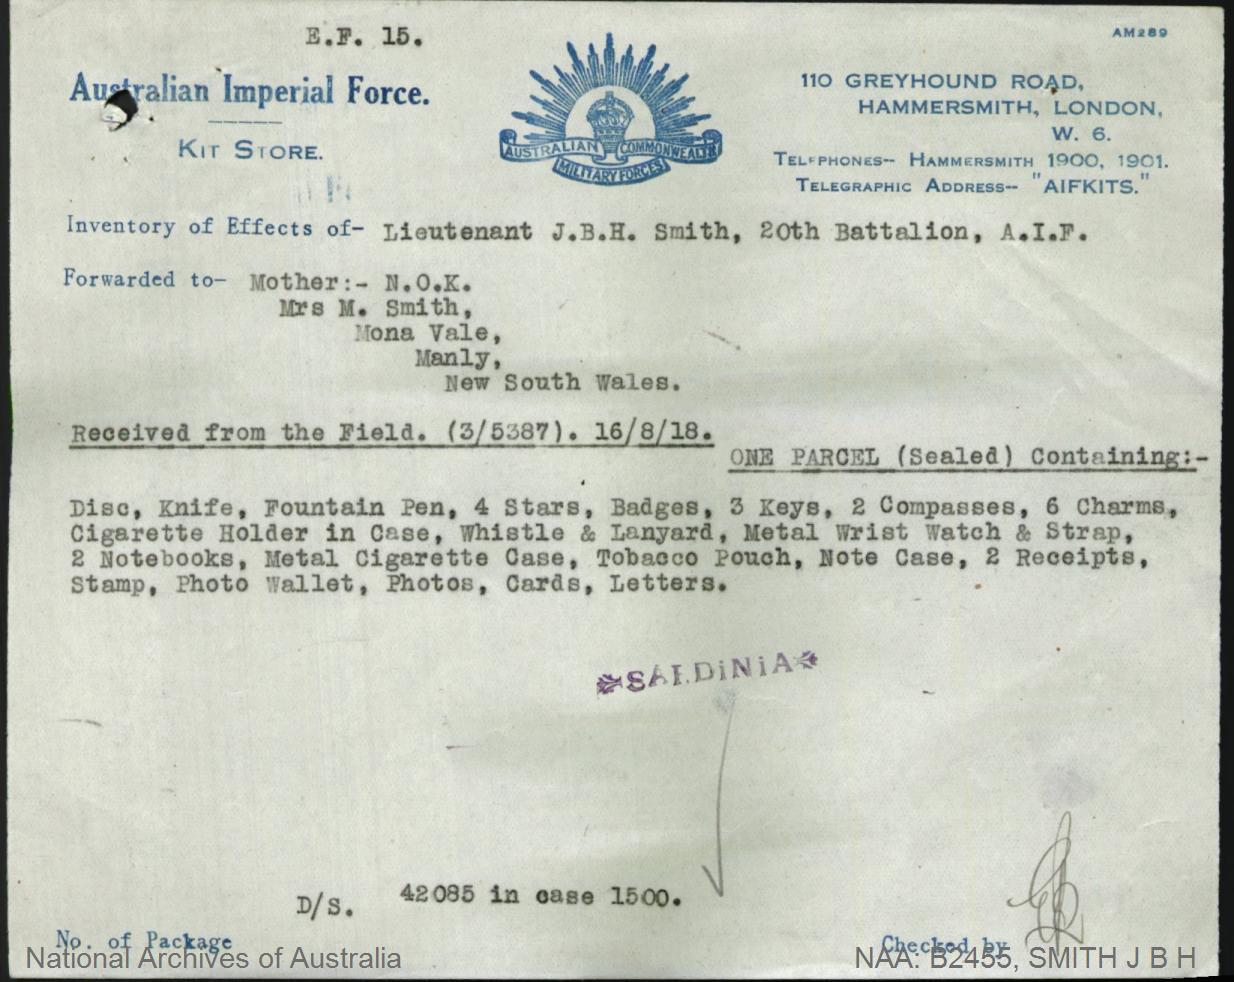 E.F. 15.
AM289
Australian Imperial Force.
KIT STORE.
AUSTRALIAN COMMONWEALTH
MILITARY FORCES
110 GREYHOUND ROAD,
HAMMERSMITH, LONDON,
W. 6.
TELEPHONES-- HAMMERSMITH 1900, 1901.
TELEGRAPHIC ADDRESS-- "AIFKITS."
Inventory of Effects of- Lieutenant J.B.H. Smith, 20th Battalion, A.I.F.
Forwarded to- Mother:- N.O.K.
Mrs M. Smith,
Mona Vale,
Manly,
New South Wales.
Received from the Field. (3/5387). 16/8/18.
ONE PARCEL (Sealed) Containing:-
Disc, Knife, Fountain Pen, 4 Stars, Badges, 3 Keys, 2 Compasses, 6 Charms,
Cigarette Holder in Case, Whistle & Lanyard, Metal Wrist Watch & Strap,
2 Notebooks, Metal Cigarette Case, Tobacco Pouch, Note Case, 2 Receipts,
Stamp, Photo Wallet, Photos, Cards, Letters.
SARDiNiA
D/S. 42085 in case 1500.
No. of Package
Checked by
National Archives of Australia
NAA: B2455, SMITH J B H